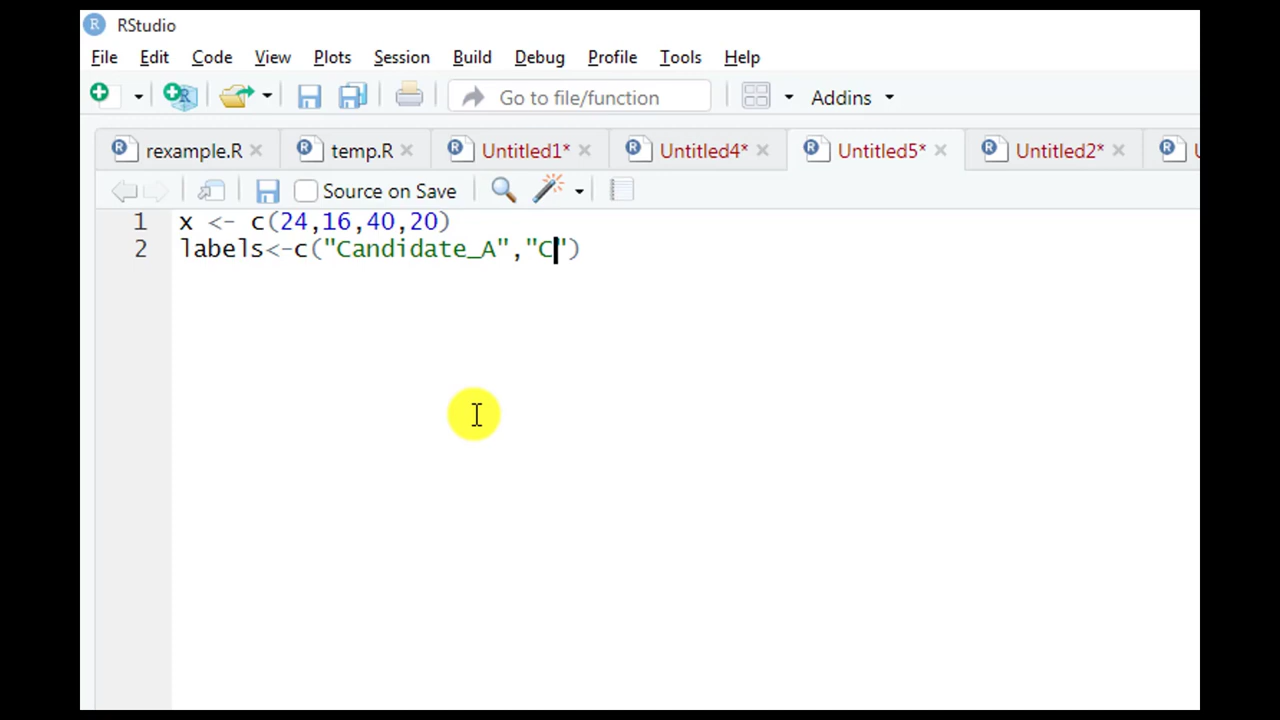 RStudio
File Edit Code View Plots Session Build Debug Profile Tools Help
Go to file/function Addins
rexample.R temp.R Untitled1* Untitled4* Untitled5* Untitled2*
Source on Save
1 x <- c(24,16,40,20)
2 labels<-c("Candidate_A","C")